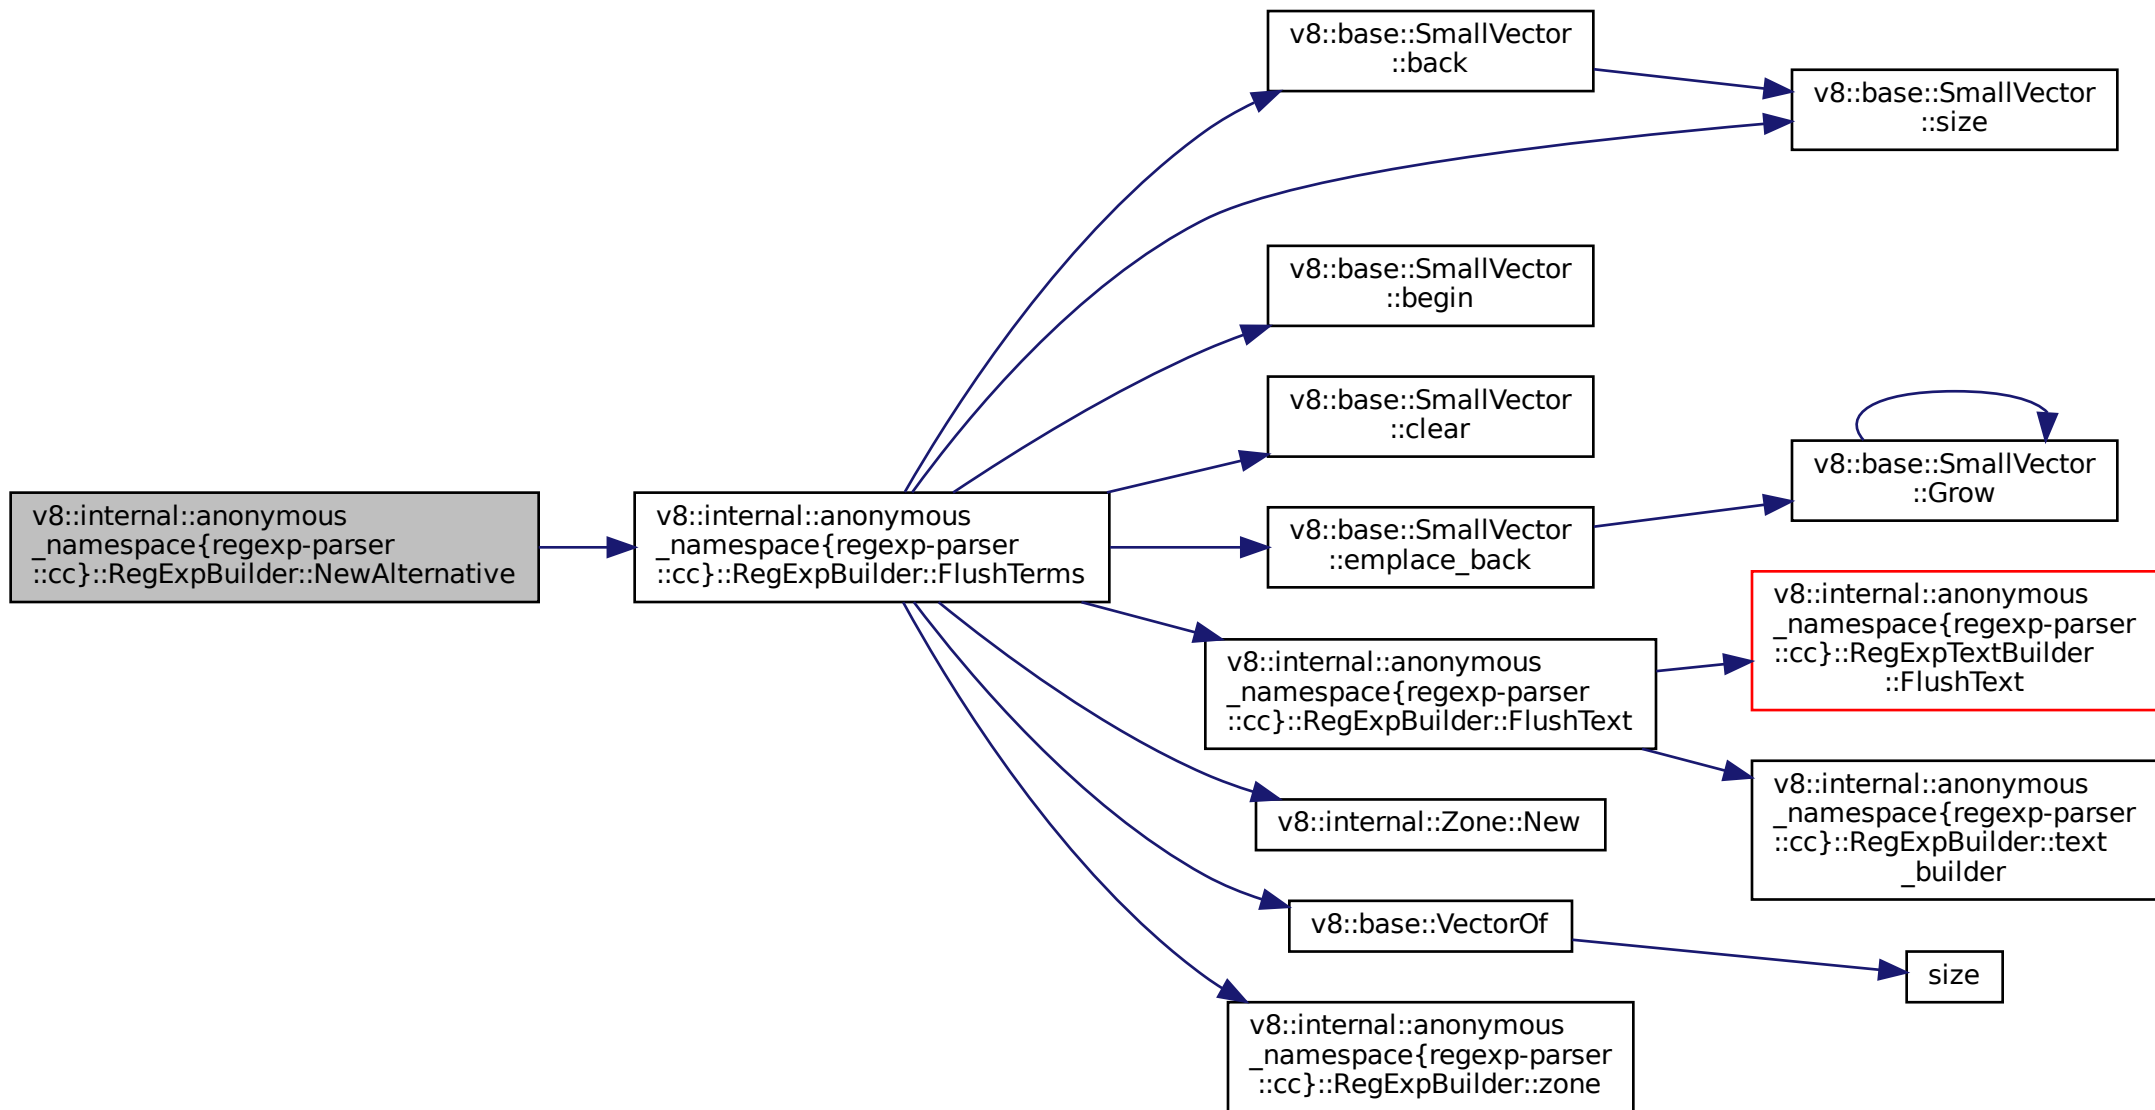 v8::internal::anonymous
_namespace{regexp-parser
::cc}::RegExpBuilder::NewAlternative
v8::internal::anonymous
_namespace{regexp-parser
::cc}::RegExpBuilder::FlushTerms
v8::base::SmallVector
::back
v8::base::SmallVector
::size
v8::base::SmallVector
::begin
v8::base::SmallVector
::clear
v8::base::SmallVector
::emplace_back
v8::base::SmallVector
::Grow
v8::internal::anonymous
_namespace{regexp-parser
::cc}::RegExpBuilder::FlushText
v8::internal::anonymous
_namespace{regexp-parser
::cc}::RegExpTextBuilder
::FlushText
v8::internal::anonymous
_namespace{regexp-parser
::cc}::RegExpBuilder::text
_builder
v8::internal::Zone::New
v8::base::VectorOf
size
v8::internal::anonymous
_namespace{regexp-parser
::cc}::RegExpBuilder::zone